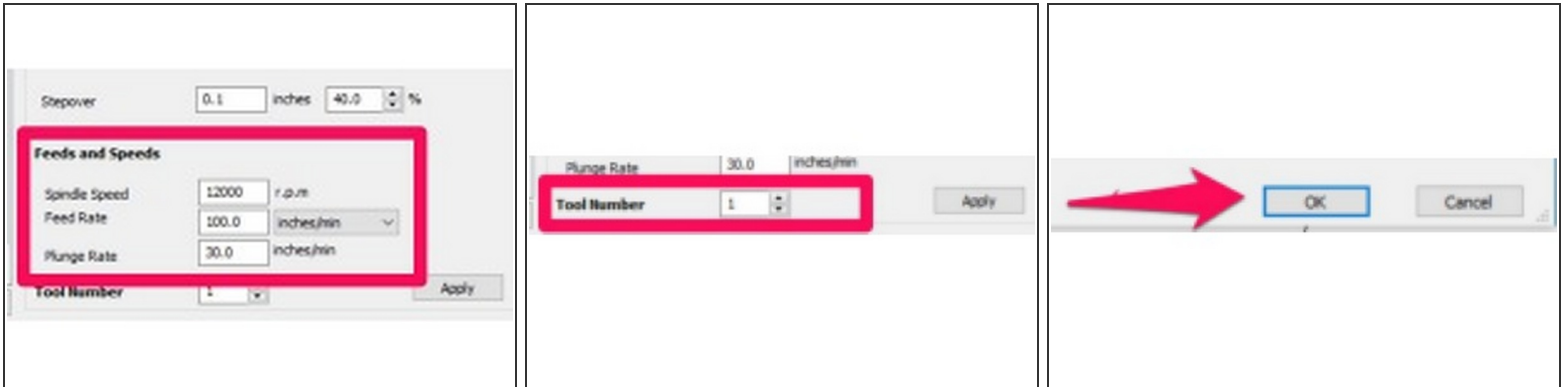 Stepover 0.1 inches 40.0 %
Feeds and Speeds
Spindle Speed 12000 r.p.m
Feed Rate 100.0 inches/min
Plunge Rate 30.0 inches/min
Tool Number 1
Apply
Plunge Rate 30.0 inches/min
Tool Number 1 Apply
OK Cancel